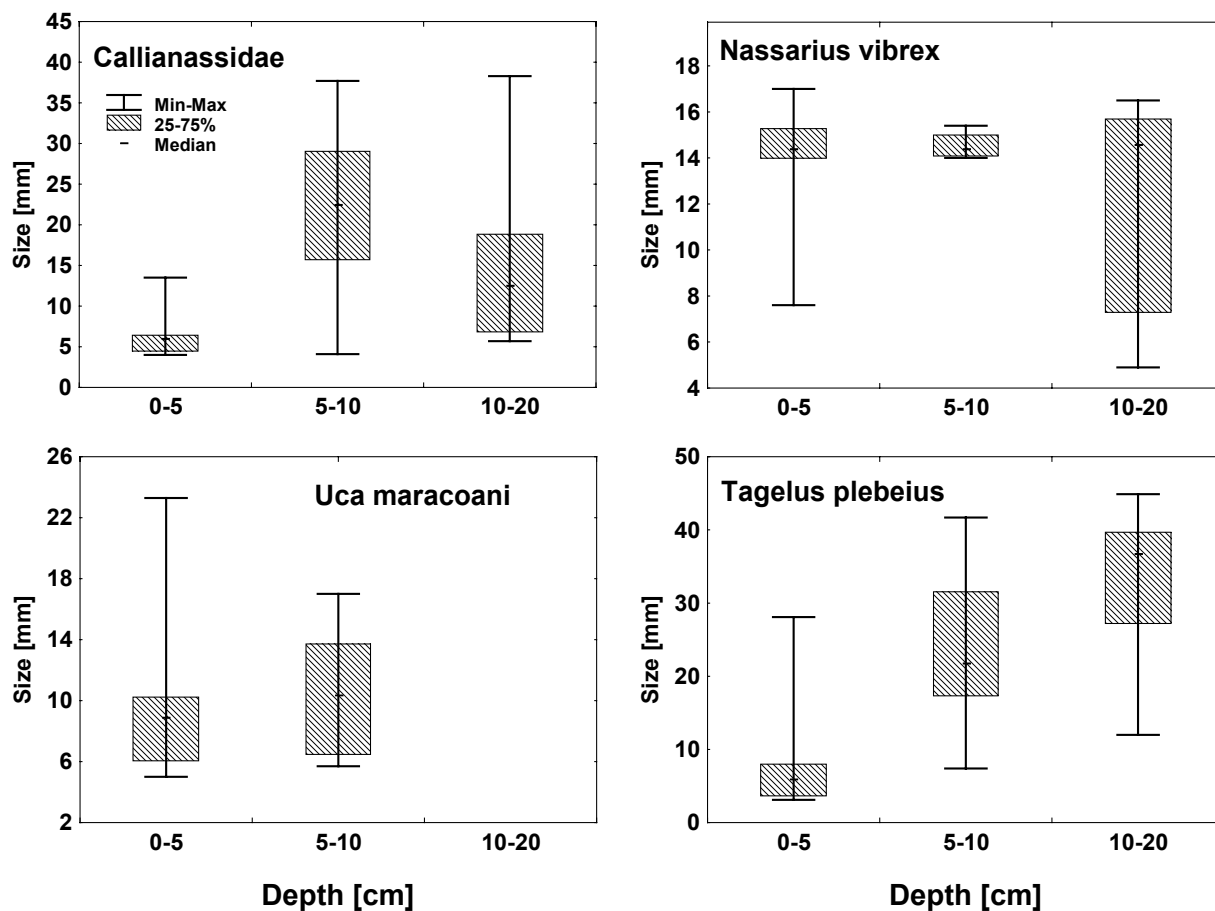 Callianassidae
Min-Max
25-75%
Median
Size [mm]
45
40
35
30
25
20
15
10
5
0
0-5 5-10 10-20
Nassarius vibrex
Size [mm]
18
16
14
12
10
8
6
4
0-5 5-10 10-20
Uca maracoani
Size [mm]
26
22
18
14
10
6
2
0-5 5-10 10-20
Depth [cm]
Tagelus plebeius
Size [mm]
50
40
30
20
10
0
0-5 5-10 10-20
Depth [cm]